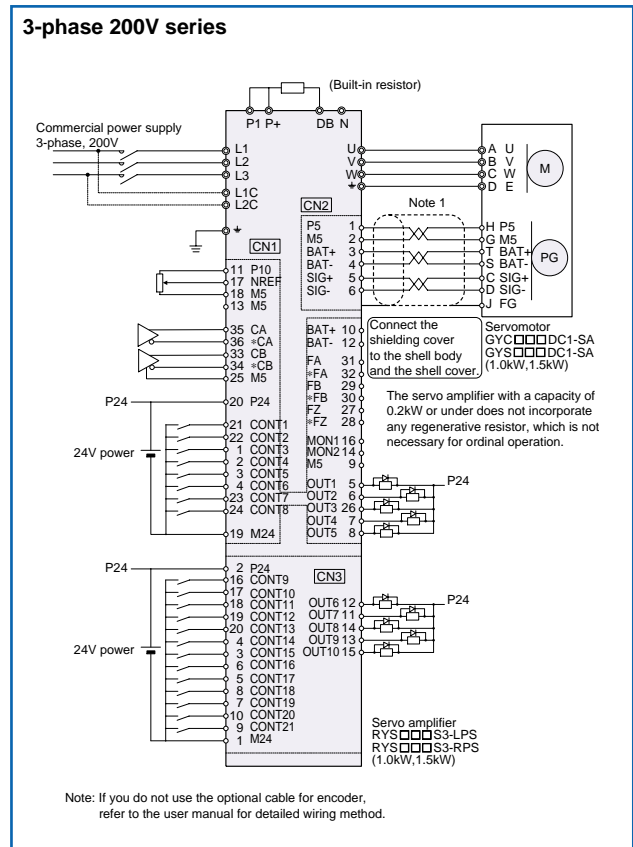 3-phase 200V series
(Built-in resistor)
P1 P+ DB N
Commercial power supply
3-phase, 200V
L1
L2
L3
L1C
L2C
U
V
W
A U
B V
C W
D E
M
CN2
Note 1
P5 1
M5 2
BAT+ 3
BAT- 4
SIG+ 5
SIG- 6
H P5
G M5
T BAT+
S BAT-
C SIG+
D SIG-
J FG
PG
CN1
11 P10
17 NREF
18 M5
13 M5
35 CA
36 *CA
33 CB
34 *CB
25 M5
P24
20 P24
21 CONT1
22 CONT2
1 CONT3
2 CONT4
3 CONT5
4 CONT6
23 CONT7
24 CONT8
19 M24
24V power
BAT+ 10
BAT- 12
FA 31
*FA 32
FB 29
*FB 30
FZ 27
*FZ 28
MON1 16
MON2 14
M5 9
OUT1 5
OUT2 6
OUT3 26
OUT4 7
OUT5 8
P24
Connect the
shielding cover
to the shell body
and the shell cover.
Servomotor
GYC□□□DC1-SA
GYS□□□DC1-SA
(1.0kW,1.5kW)
The servo amplifier with a capacity of
0.2kW or under does not incorporate
any regenerative resistor, which is not
necessary for ordinal operation.
P24
2 P24
16 CONT9
17 CONT10
18 CONT11
19 CONT12
20 CONT13
4 CONT14
3 CONT15
6 CONT16
5 CONT17
8 CONT18
7 CONT19
10 CONT20
9 CONT21
1 M24
24V power
CN3
OUT6 12
OUT7 11
OUT8 14
OUT9 13
OUT10 15
P24
Servo amplifier
RYS□□□S3-LPS
RYS□□□S3-RPS
(1.0kW,1.5kW)
Note: If you do not use the optional cable for encoder,
refer to the user manual for detailed wiring method.